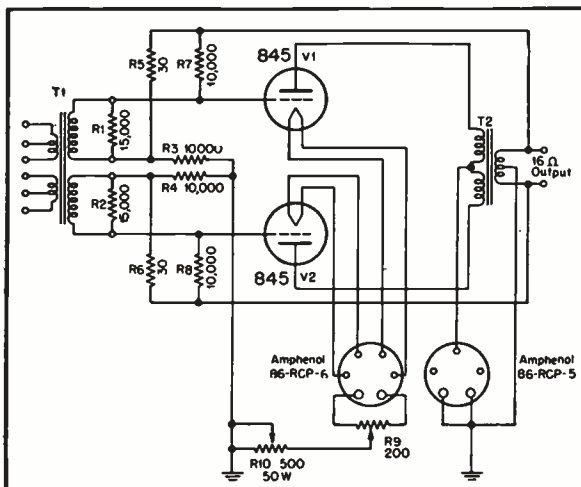 R5
30
R7
10,000
845 V1
T1
R1
15,000
R3 10000
R4 10,000
R2
15,000
T2
16 Ω
Output
R6
30
R8
10,000
845 V2
Amphenol
86-RCP-6
Amphenol
86-RCP-5
R9
200
R10 500
50 W